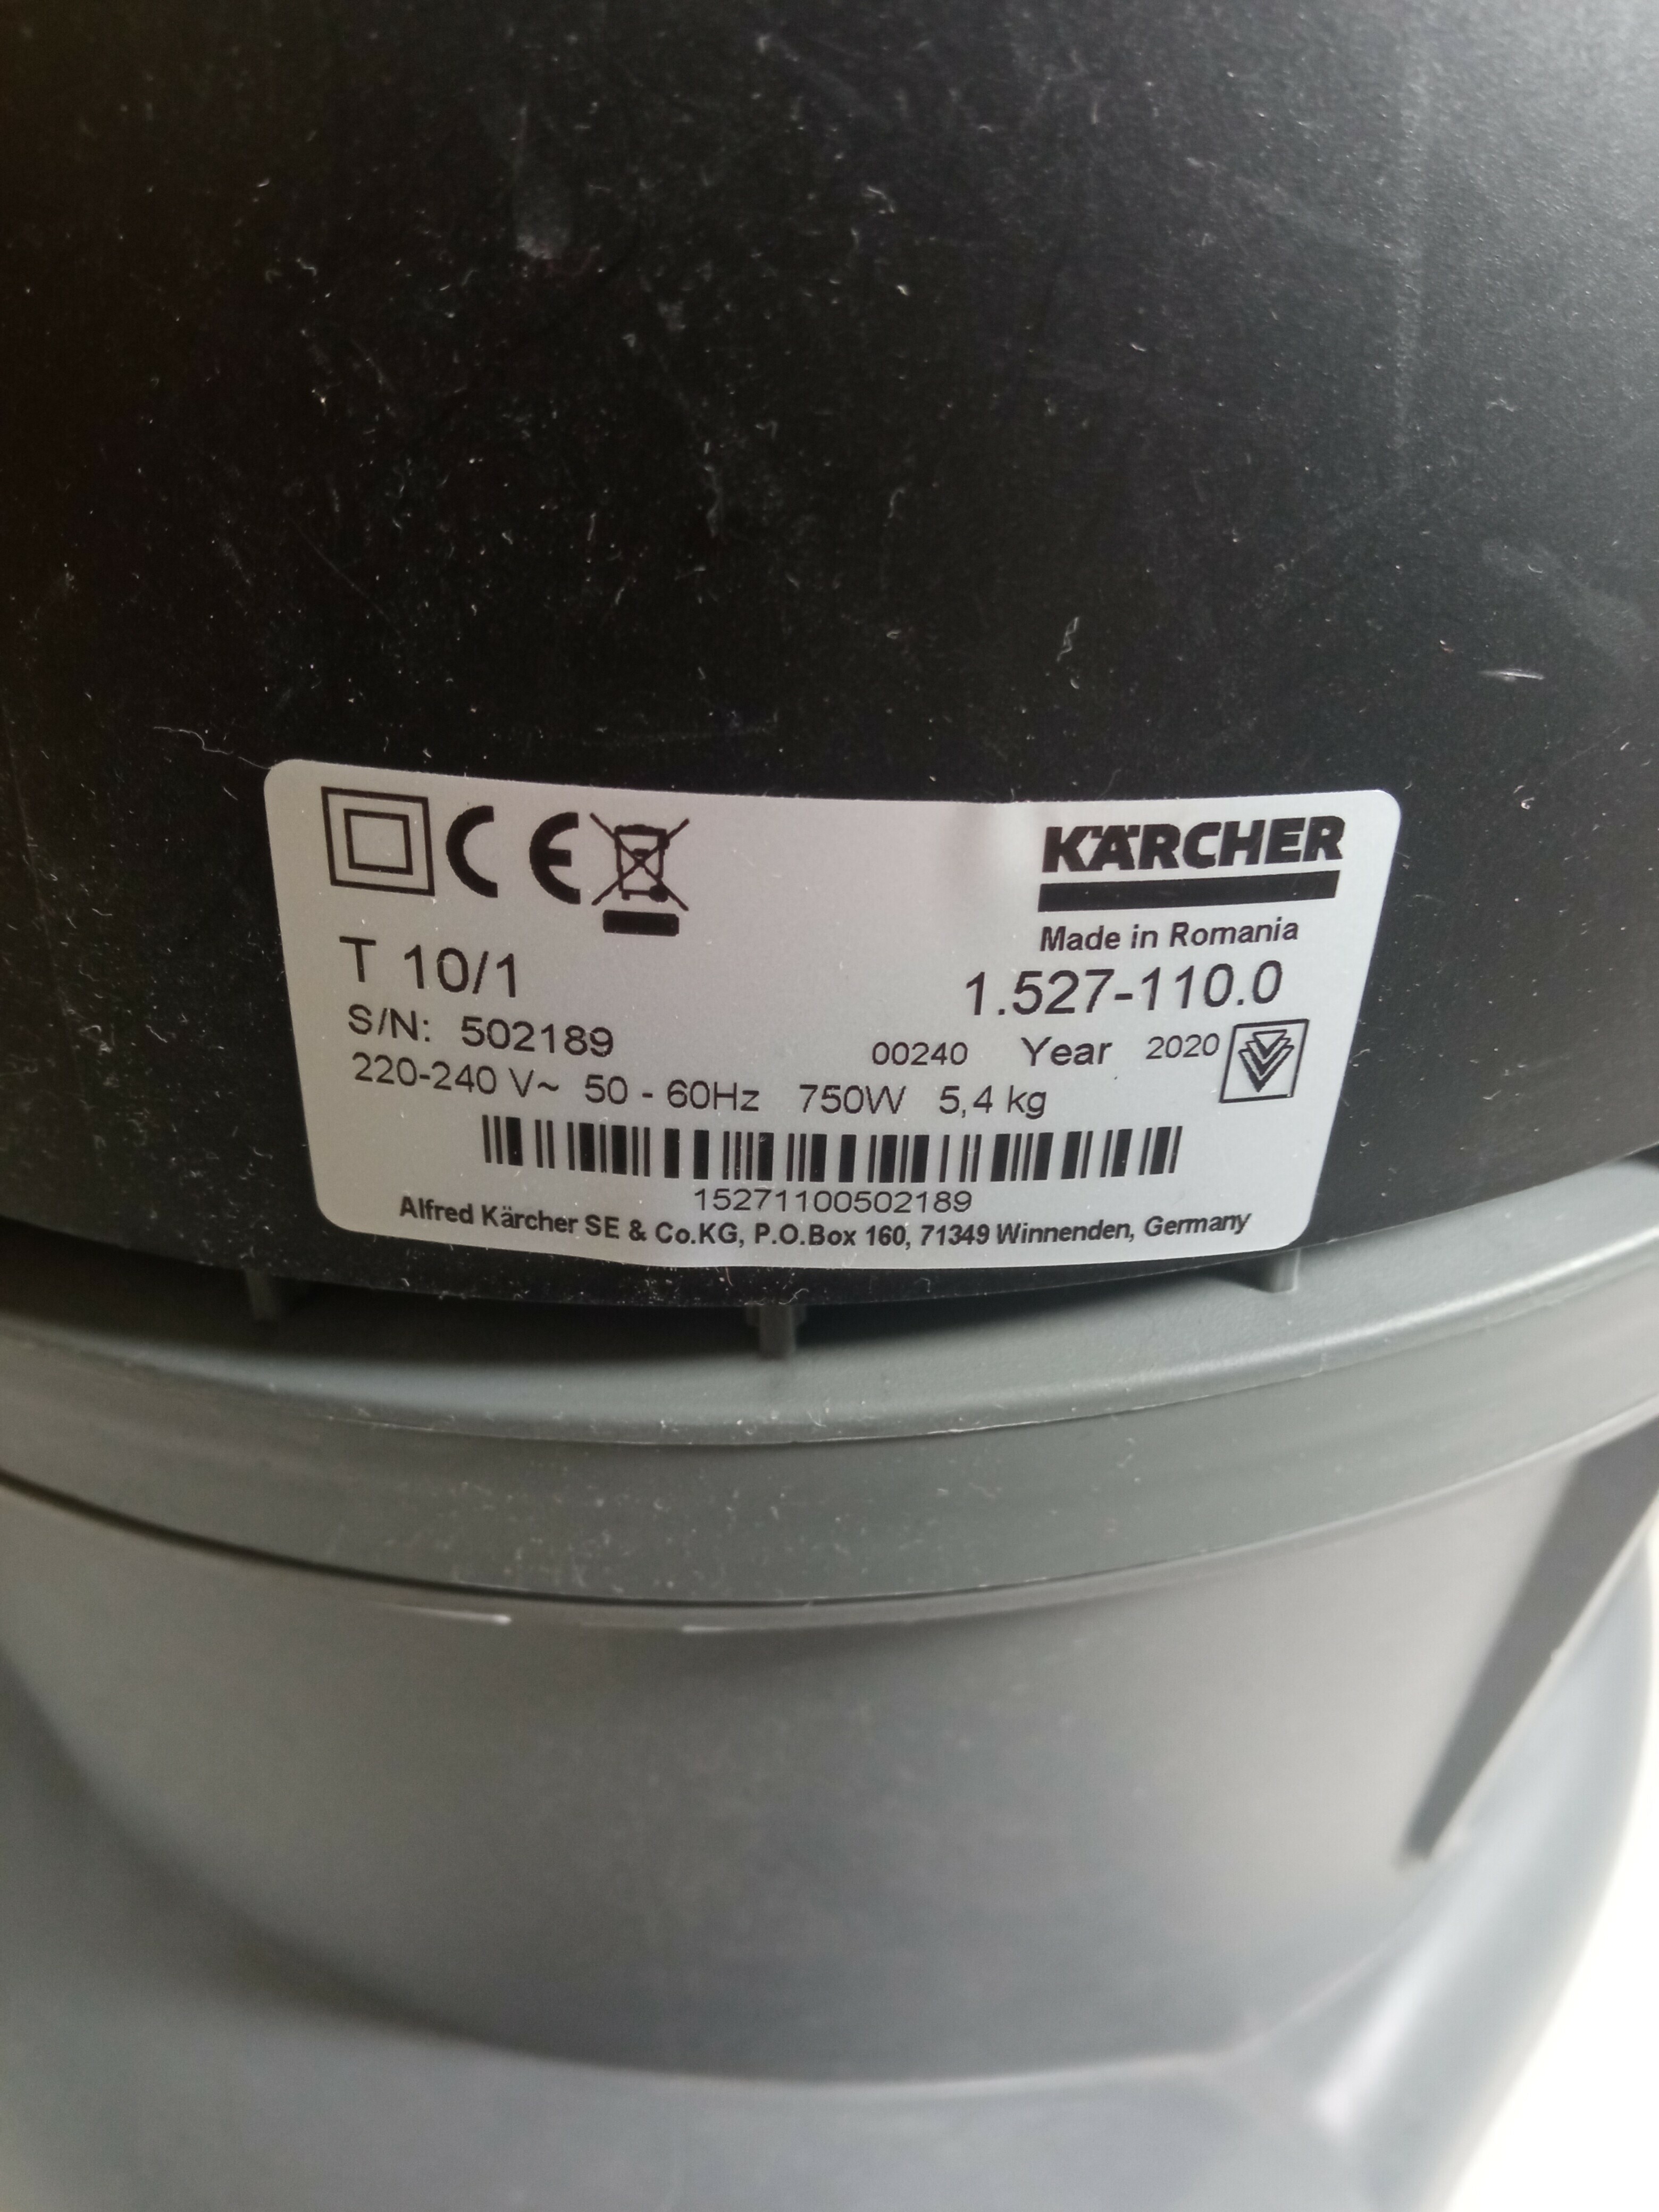 CE
KÄRCHER
Made in Romania
T 10/1
1.527-110.0
S/N: 502189
00240 Year 2020
220-240 V~ 50 - 60Hz 750W 5,4 kg
15271100502189
Alfred Kärcher SE & Co.KG, P.O.Box 160, 71349 Winnenden, Germany